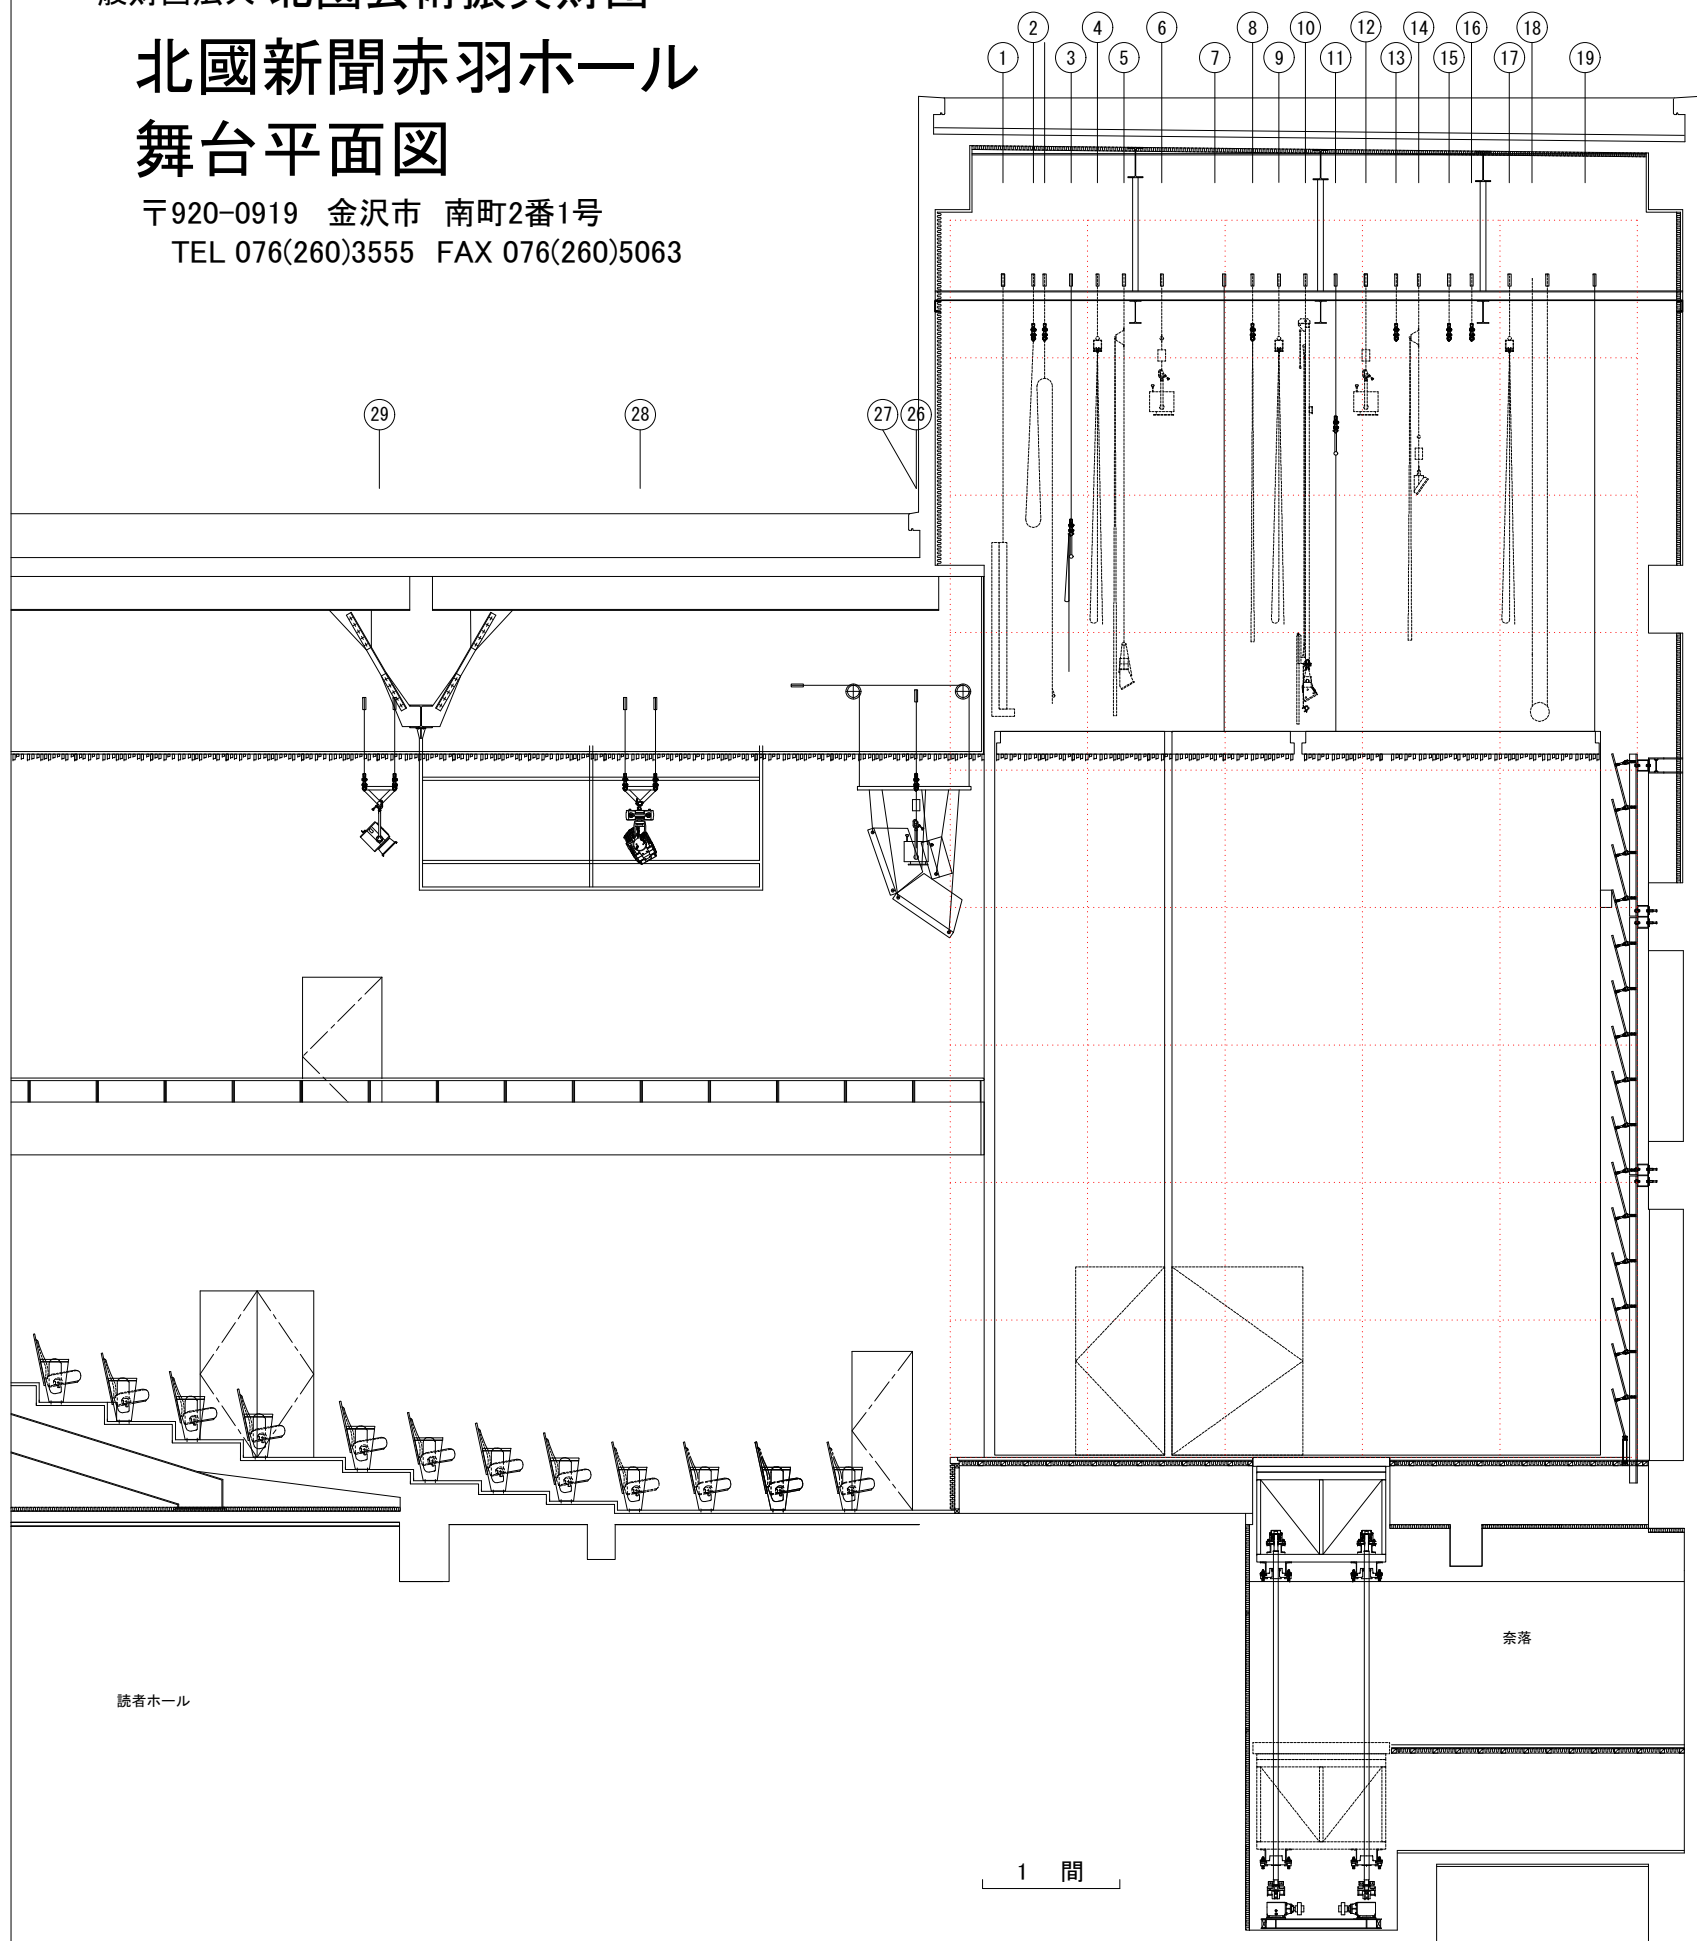 北國新聞赤羽ホール
舞台平面図
〒920-0919 金沢市 南町2番1号
TEL 076(260)3555 FAX 076(260)5063
2 4 6 8 10 12 14 16 18
1 3 5 7 9 11 13 15 17 19
29 28 27 26
奈落
読者ホール
1 間